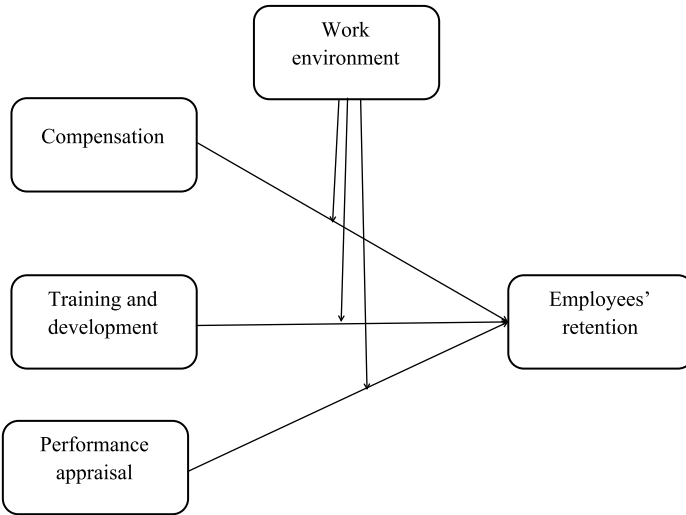 Work
environment
Compensation
Training and
development
Employees’
retention
Performance
appraisal